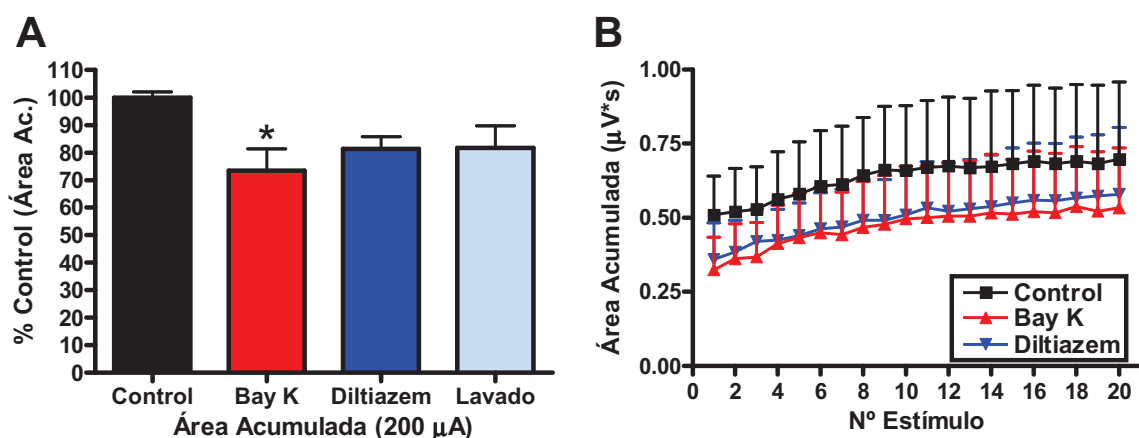 A
% Control (Área Ac.)
110
100
90
80
70
60
50
40
30
20
10
0
*
Control Bay K Diltiazem Lavado
Área Acumulada (200 µA)
B
Área Acumulada (µV*s)
1.00
0.75
0.50
0.25
0.00
0 2 4 6 8 10 12 14 16 18 20
Nº Estímulo
Control
Bay K
Diltiazem